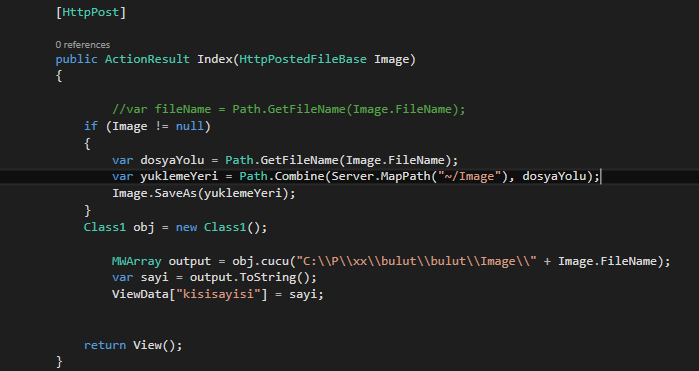 [HttpPost]
0 references
public ActionResult Index(HttpPostedFileBase Image)
{
//var fileName = Path.GetFileName(Image.FileName);
if (Image != null)
{
var dosyaYolu = Path.GetFileName(Image.FileName);
var yuklemeYeri = Path.Combine(Server.MapPath("~/Image"), dosyaYolu);
Image.SaveAs(yuklemeYeri);
}
Class1 obj = new Class1();
MWArray output = obj.cucu("C:\\P\\xx\\bulut\\bulut\\Image\\" + Image.FileName);
var sayi = output.ToString();
ViewData["kisisayisi"] = sayi;
return View();
}